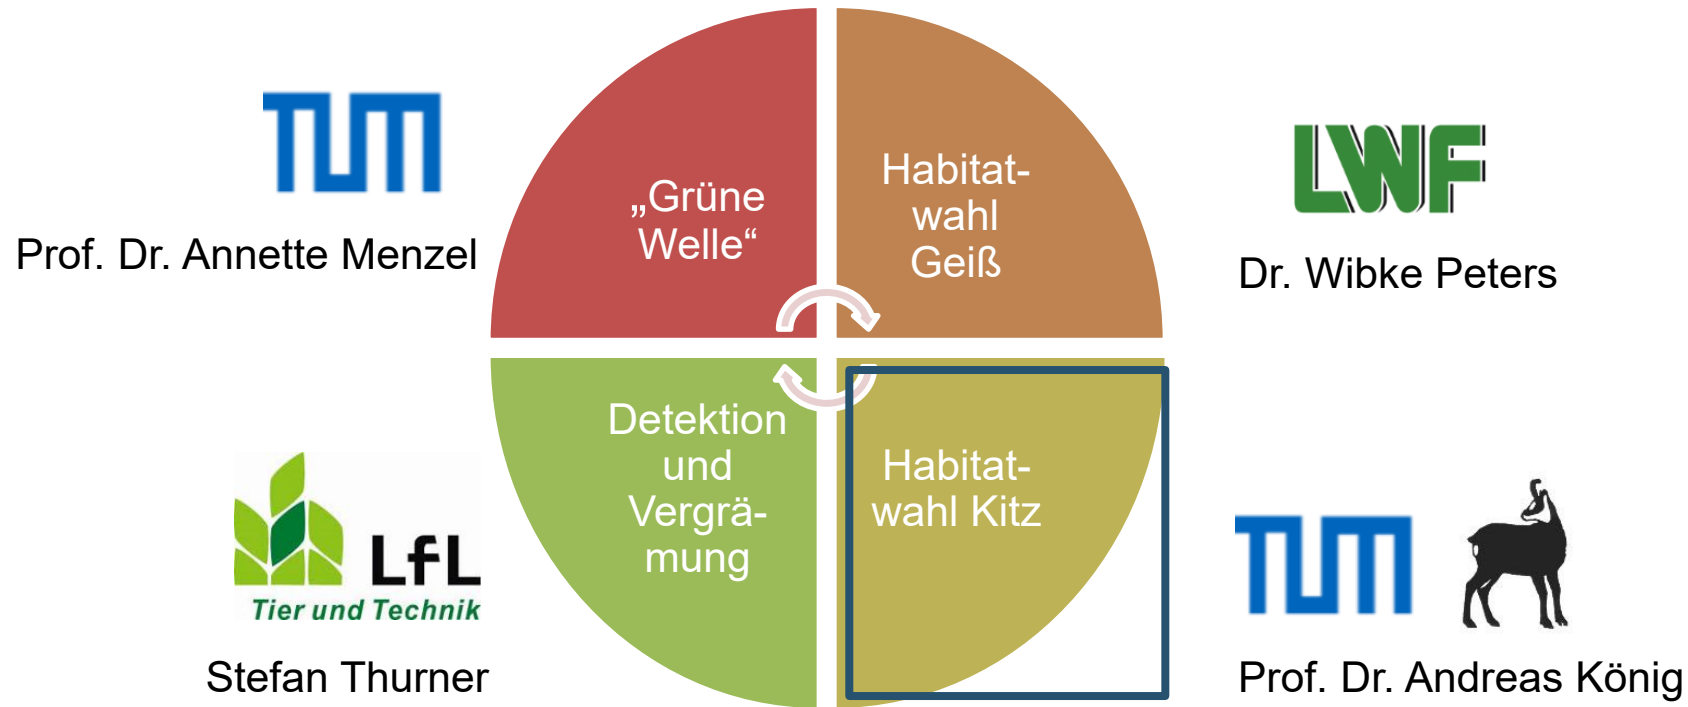 TUM
Prof. Dr. Annette Menzel
„Grüne
Welle“
Habitat-
wahl
Geiß
LWF
Dr. Wibke Peters
LfL
Tier und Technik
Stefan Thurner
Detektion
und
Vergrä-
mung
Habitat-
wahl Kitz
TUM
Prof. Dr. Andreas König